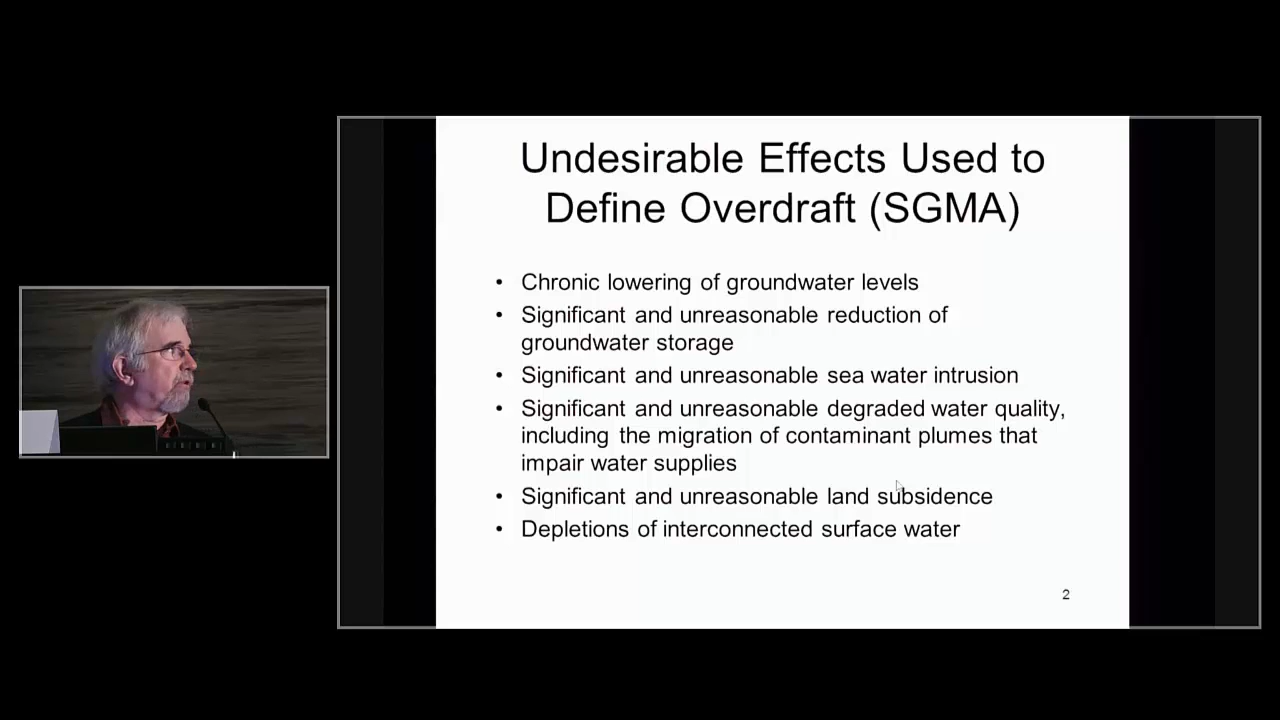 Undesirable Effects Used to
Define Overdraft (SGMA)
• Chronic lowering of groundwater levels
• Significant and unreasonable reduction of
groundwater storage
• Significant and unreasonable sea water intrusion
• Significant and unreasonable degraded water quality,
including the migration of contaminant plumes that
impair water supplies
• Significant and unreasonable land subsidence
• Depletions of interconnected surface water
2